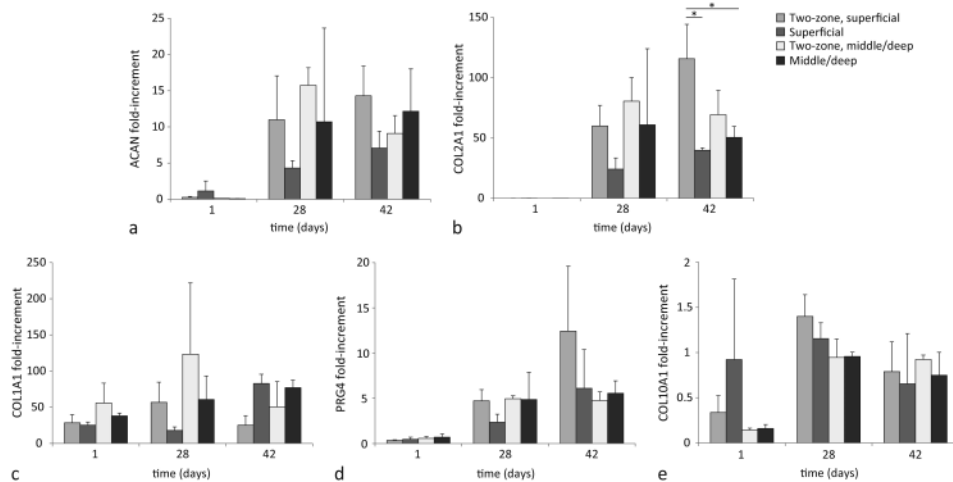 ACAN fold-increment
25
20
15
10
5
0
1
28
42
time (days)
a
COL2A1 fold-increment
150
100
50
0
*
*
1
28
42
time (days)
b
Two-zone, superficial
Superficial
Two-zone, middle/deep
Middle/deep
COL1A1 fold-increment
250
200
150
100
50
0
1
28
42
time (days)
c
PRG4 fold-increment
20
15
10
5
0
1
28
42
time (days)
d
COL10A1 fold-increment
2
1.5
1
0.5
0
1
28
42
time (days)
e